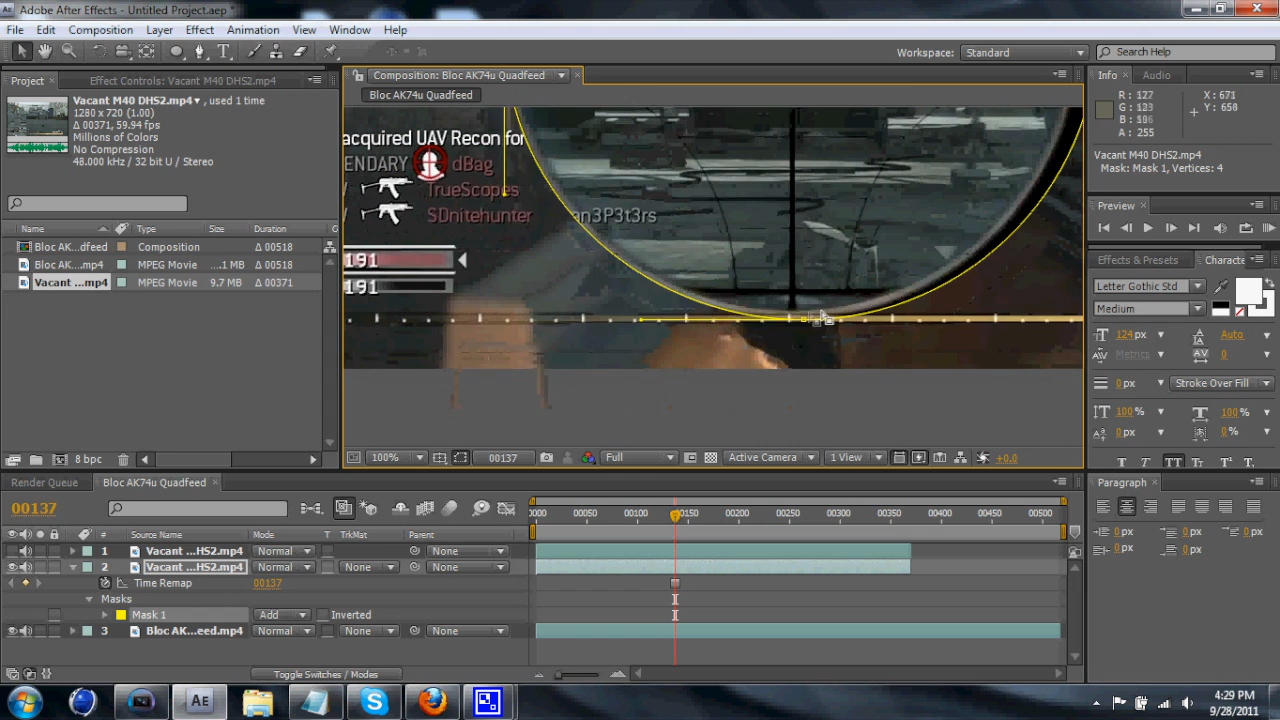 Adobe After Effects - Untitled Project.aep *
File Edit Composition Layer Effect Animation View Window Help
Workspace: Standard Search Help
Project Effect Controls: Vacant M40 DHS2.mp4
Vacant M40 DHS2.mp4, used 1 time
1280 x 720 (1.00)
Δ 00371, 59.94 fps
Millions of Colors
No Compression
48.000 kHz / 32 bit U / Stereo
Name Type Size Duration
Bloc AK...dfeed Composition Δ 00518
Bloc AK....mp4 MPEG Movie ....1 MB Δ 00518
Vacant ....mp4 MPEG Movie 9.7 MB Δ 00371
8 bpc
Composition: Bloc AK74u Quadfeed
Bloc AK74u Quadfeed
acquired UAV Recon for
ENDARY dBag
TrueScopes
SDnitehunter an3P3t3rs
191
191
100% 00137 Full Active Camera 1 View +0.0
Info Audio
R: 127 X: 671
G: 123 Y: 658
B: 106
A: 255
Vacant M40 DHS2.mp4
Mask: Mask 1, Vertices: 4
Preview
Effects & Presets Characte
Letter Gothic Std
Medium
124 px Auto
Metrics 0
0 px Stroke Over Fill
100 % 100 %
0 px 0 %
T T TT Tr T' T,
Paragraph
0 px 0 px 0 px
0 px 0 px
Render Queue Bloc AK74u Quadfeed
00137
0000 00050 00100 00150 00200 00250 00300 00350 00400 00450 00500
# Source Name Mode T TrkMat Parent
1 Vacant ...HS2.mp4 Normal None
2 Vacant ...HS2.mp4 Normal None None
Time Remap 00137
Masks
Mask 1 Add Inverted
3 Bloc AK...eed.mp4 Normal None None
Toggle Switches / Modes
Ae
4:29 PM
9/28/2011